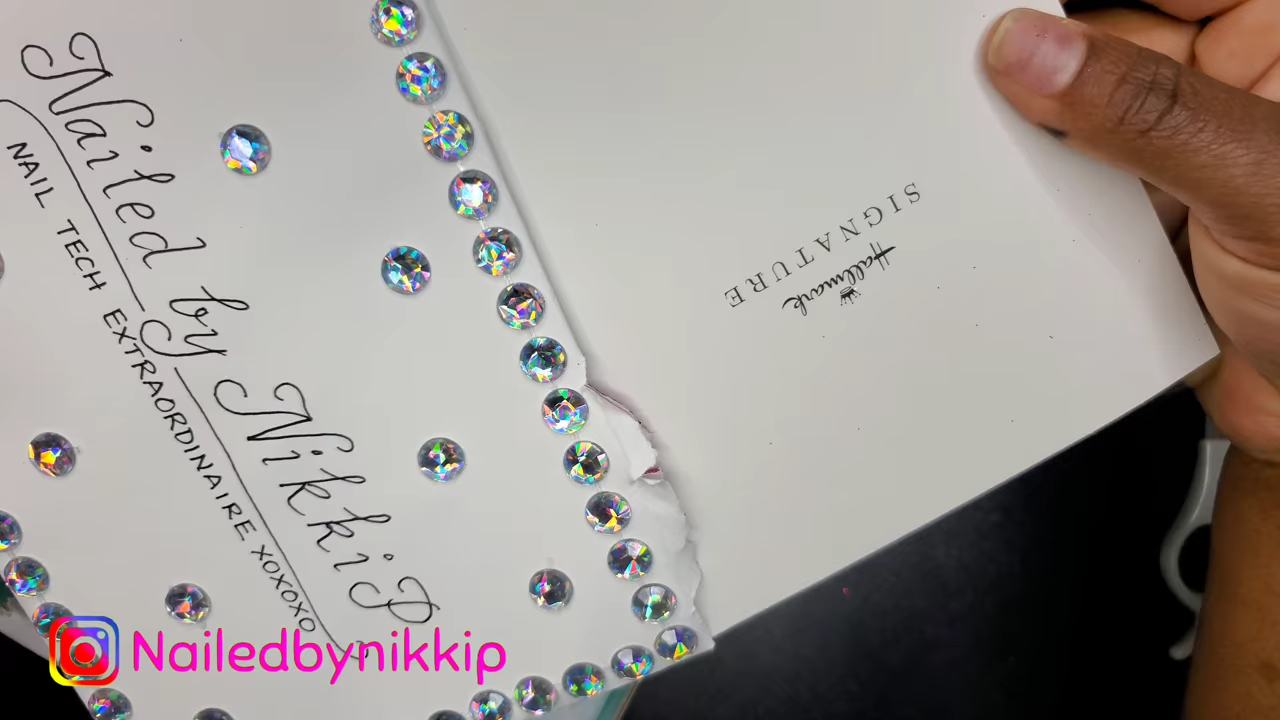 Nailed by NikkiP
NAIL TECH EXTRAORDINAIRE XOXOXO
Hallmark
SIGNATURE
Nailedbynikkip